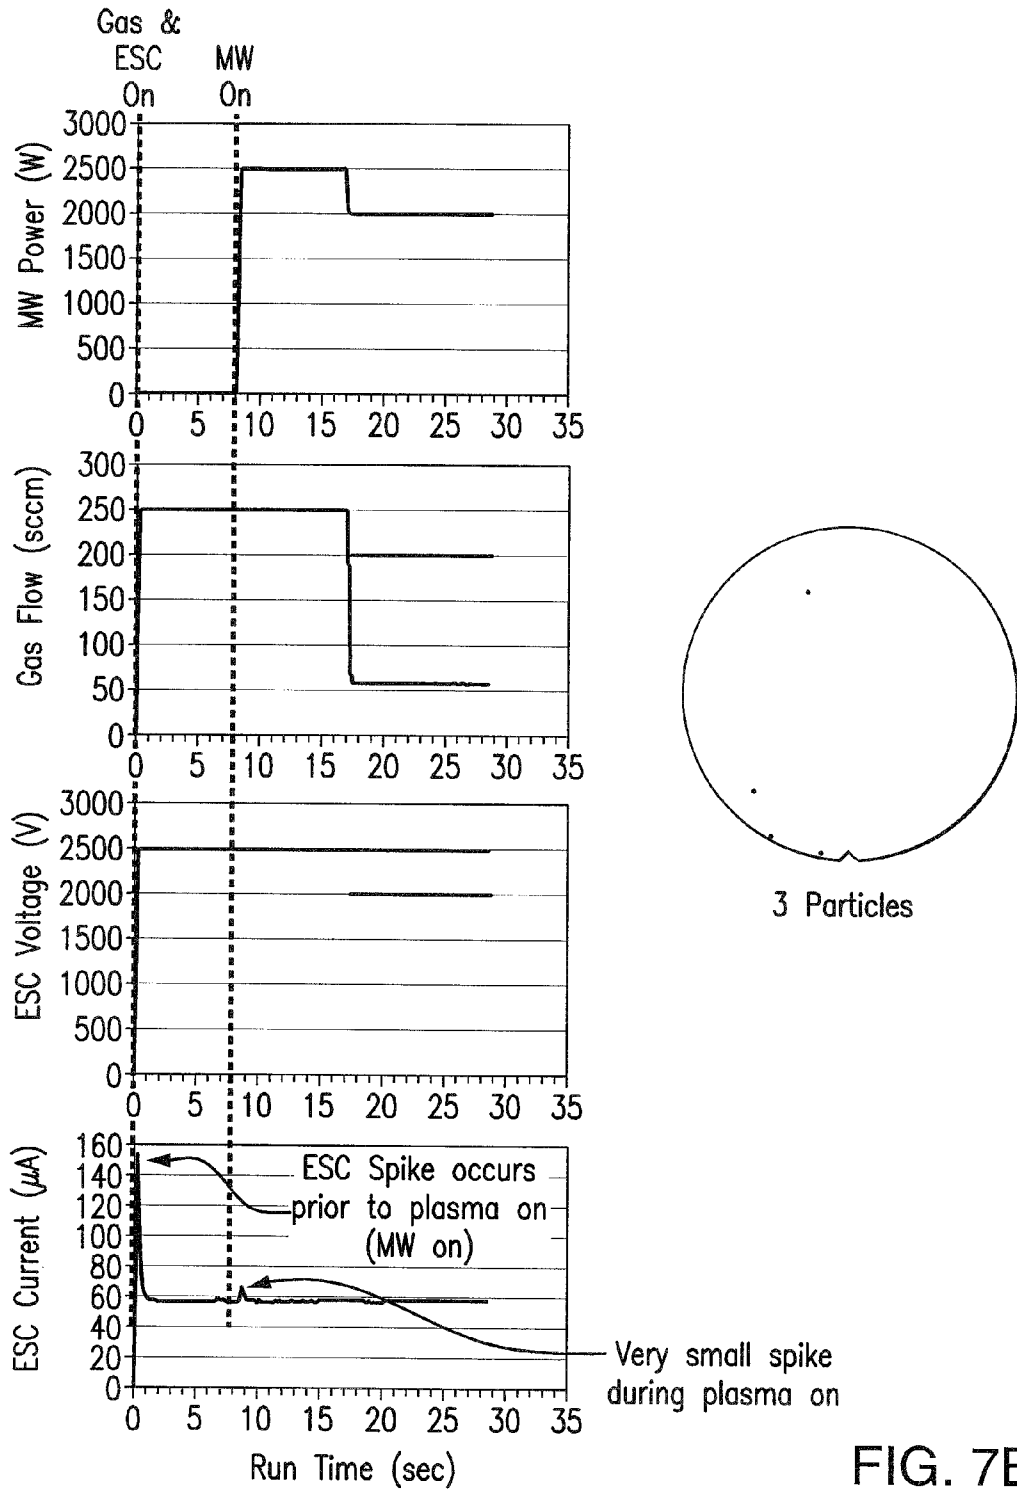 Gas &
ESC MW
On On
MW Power (W)
3000
2500
2000
1500
1000
500
0
0 5 10 15 20 25 30 35
Gas Flow (sccm)
300
250
200
150
100
50
0
0 5 10 15 20 25 30 35
3 Particles
ESC Voltage (V)
3000
2500
2000
1500
1000
500
0
0 5 10 15 20 25 30 35
ESC Current (μA)
160
140
120
100
80
60
40
20
0
ESC Spike occurs
prior to plasma on
(MW on)
Very small spike
during plasma on
0 5 10 15 20 25 30 35
Run Time (sec)
FIG. 7B